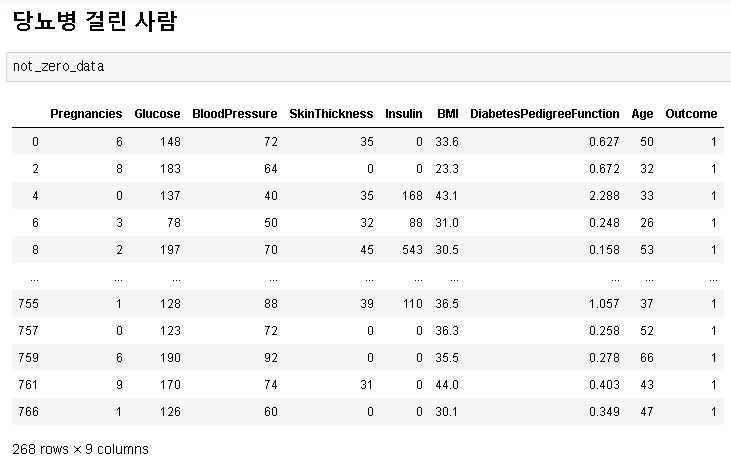 당뇨병 걸린 사람
not_zero_data
Pregnancies Glucose BloodPressure SkinThickness Insulin BMI DiabetesPedigreeFunction Age Outcome
0 6 148 72 35 0 33.6 0.627 50 1
2 8 183 64 0 0 23.3 0.672 32 1
4 0 137 40 35 168 43.1 2.288 33 1
6 3 78 50 32 88 31.0 0.248 26 1
8 2 197 70 45 543 30.5 0.158 53 1
... ... ... ... ... ... ... ... ... ...
755 1 128 88 39 110 36.5 1.057 37 1
757 0 123 72 0 0 36.3 0.258 52 1
759 6 190 92 0 0 35.5 0.278 66 1
761 9 170 74 31 0 44.0 0.403 43 1
766 1 126 60 0 0 30.1 0.349 47 1
268 rows × 9 columns